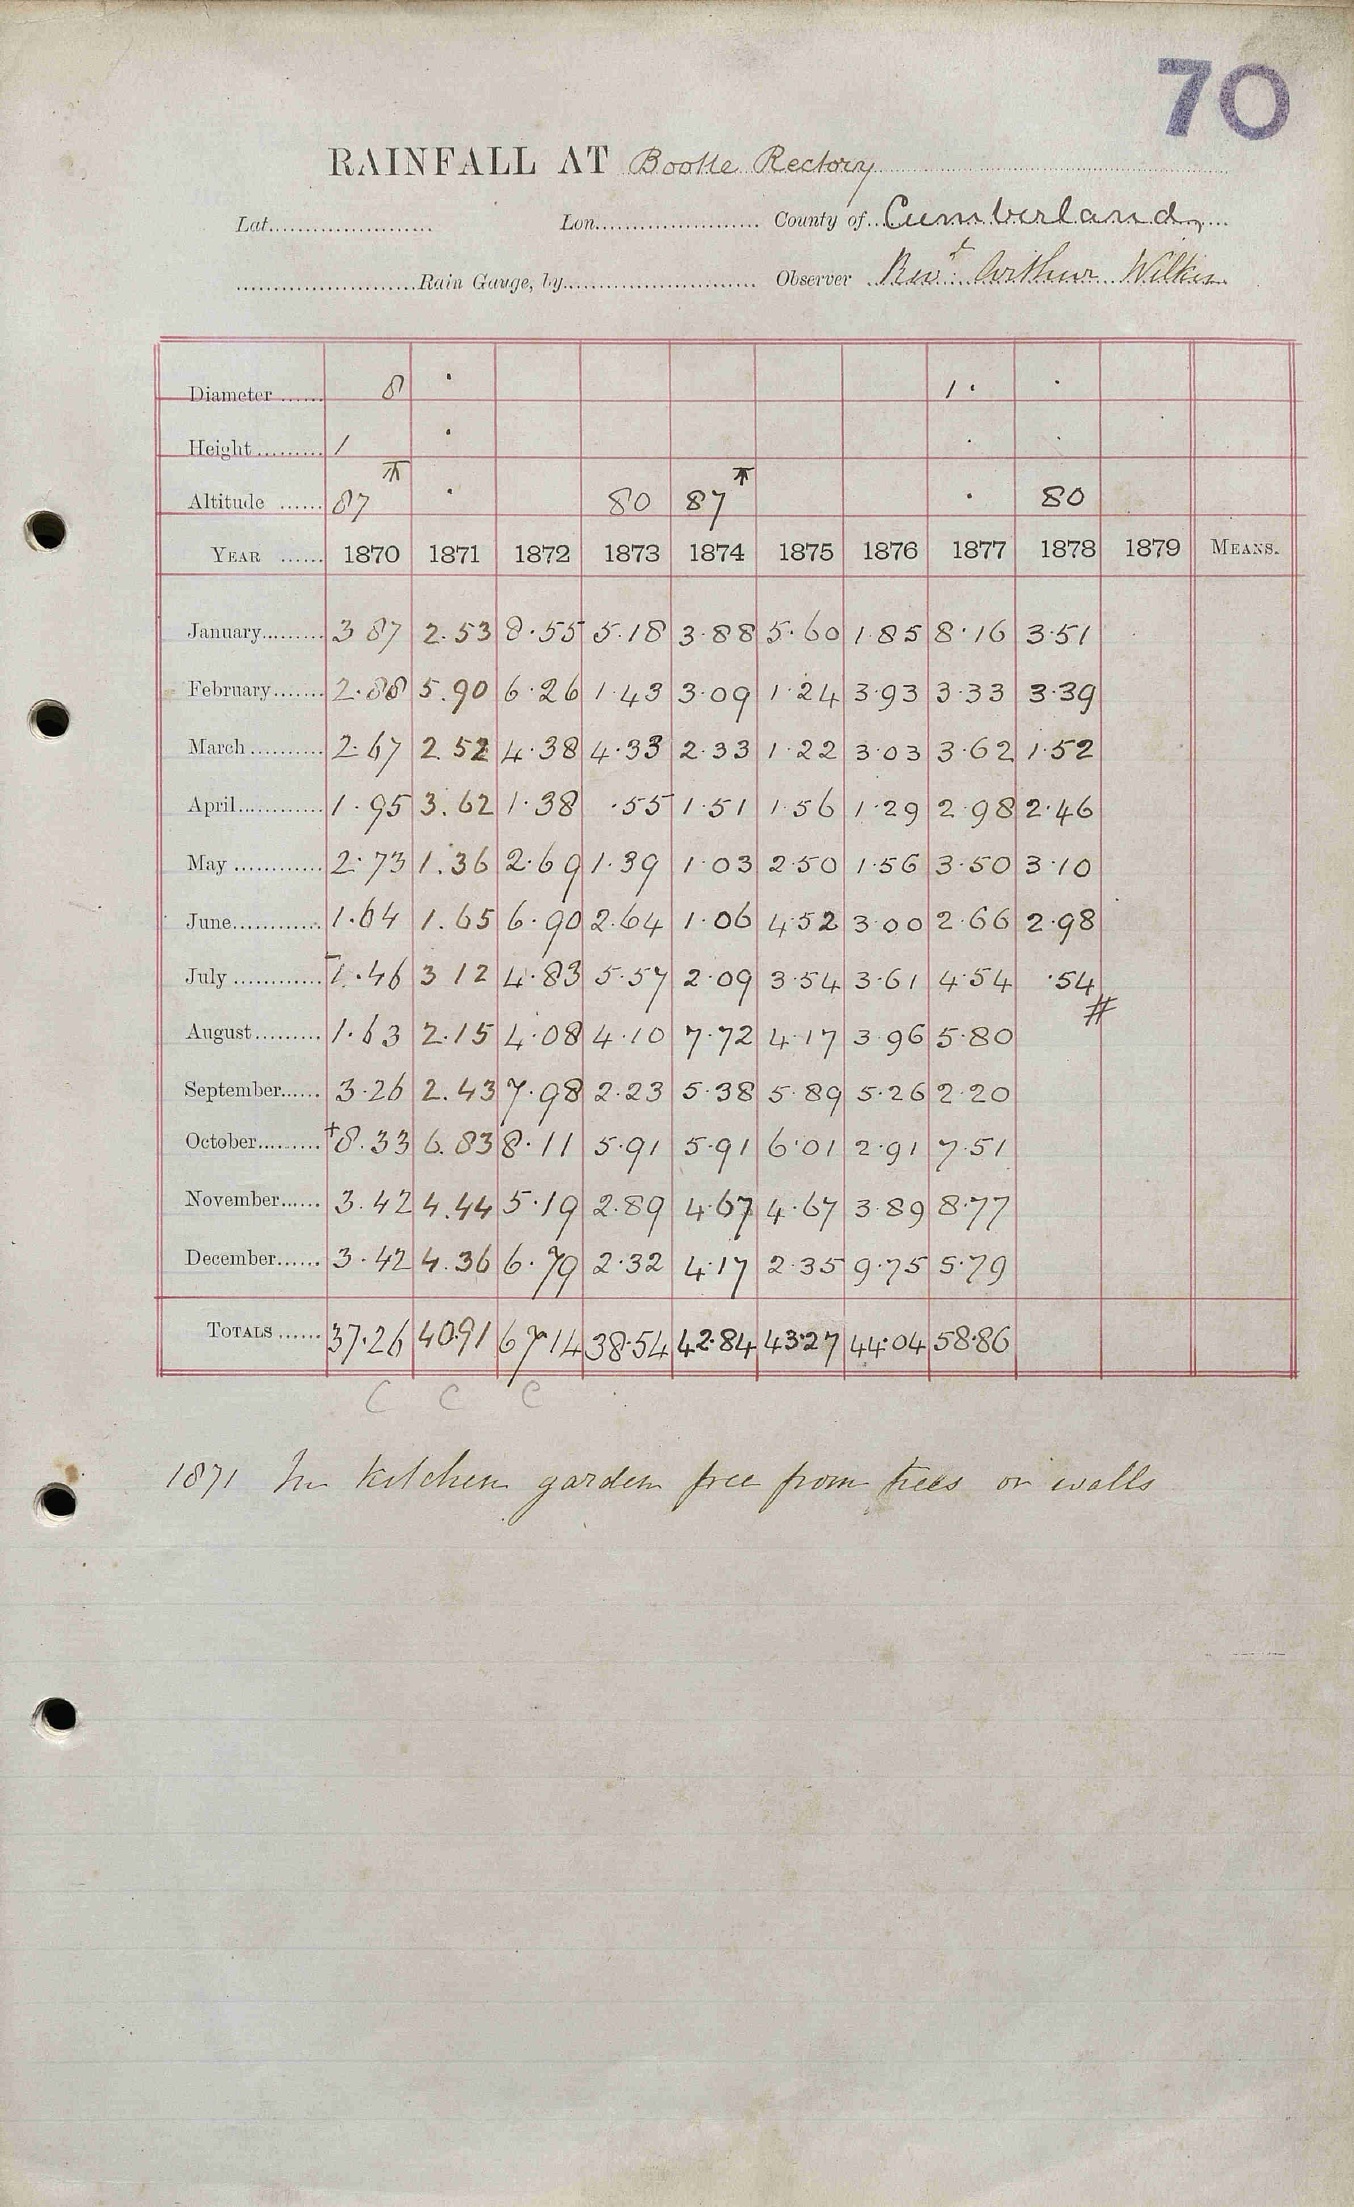 70
RAINFALL AT Bootle Rectory
Lat. Lon. County of Cumberland
Rain Gauge, by Observer Revd. Arthur Wilkin
Diameter 8 · 1 · ·
Height 1 · · ·
Altitude 87 · 80 87 · 80
YEAR 1870 1871 1872 1873 1874 1875 1876 1877 1878 1879 MEANS.
January 3 87 2.53 8.55 5.18 3.88 5.60 1.85 8.16 3.51
February 2.88 5.90 6.26 1.43 3.09 1.24 3.93 3.33 3.39
March 2.67 2.52 4.38 4.33 2.33 1.22 3.03 3.62 1.52
April 1.95 3.62 1.38 .55 1.51 1.56 1.29 2.98 2.46
May 2.73 1.36 2.69 1.39 1.03 2.50 1.56 3.50 3.10
June 1.64 1.65 6.90 2.64 1.06 4.52 3.00 2.66 2.98
July 1.46 3 12 4.83 5.57 2.09 3.54 3.61 4.54 .54 #
August 1.63 2.15 4.08 4.10 7.72 4.17 3.96 5.80
September 3.26 2.43 7.98 2.23 5.38 5.89 5.26 2.20
October +8.33 6.83 8.11 5.91 5.91 6.01 2.91 7.51
November 3.42 4.44 5.19 2.89 4.67 4.67 3.89 8.77
December 3.42 4.36 6.79 2.32 4.17 2.35 9.75 5.79
TOTALS 37.26 40.91 67.14 38.54 42.84 43.27 44.04 58.86
C C C
1871 In kitchen garden free from trees or walls